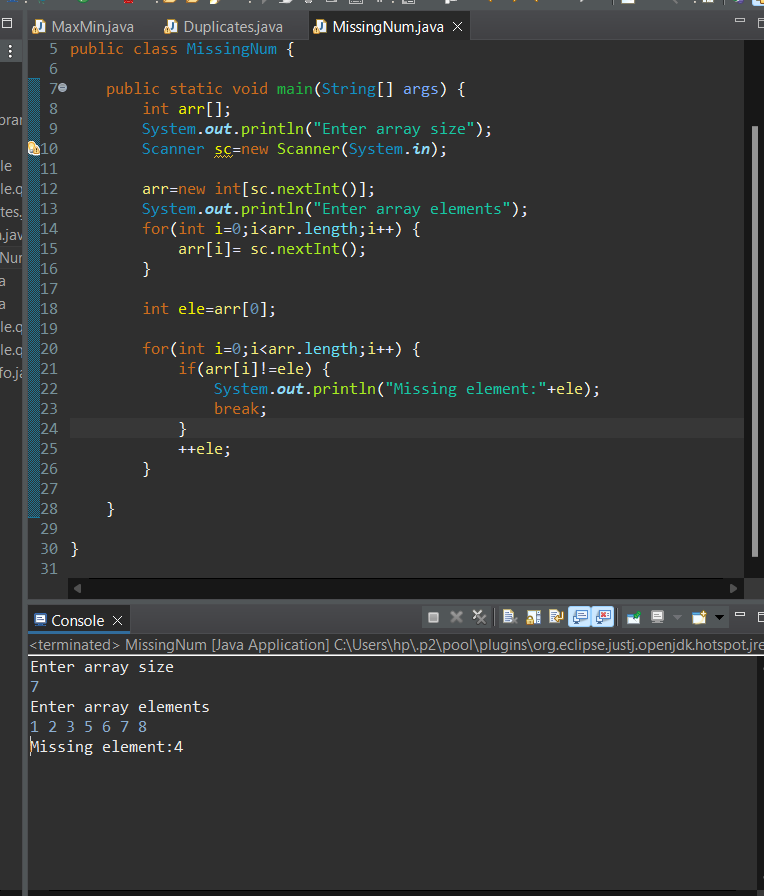 MaxMin.java Duplicates.java MissingNum.java
5 public class MissingNum {
6
7 public static void main(String[] args) {
8 int arr[];
9 System.out.println("Enter array size");
10 Scanner sc=new Scanner(System.in);
11
12 arr=new int[sc.nextInt()];
13 System.out.println("Enter array elements");
14 for(int i=0;i<arr.length;i++) {
15 arr[i]= sc.nextInt();
16 }
17
18 int ele=arr[0];
19
20 for(int i=0;i<arr.length;i++) {
21 if(arr[i]!=ele) {
22 System.out.println("Missing element:"+ele);
23 break;
24 }
25 ++ele;
26 }
27
28 }
29
30 }
31
Console
<terminated> MissingNum [Java Application] C:\Users\hp\.p2\pool\plugins\org.eclipse.justj.openjdk.hotspot.jre
Enter array size
7
Enter array elements
1 2 3 5 6 7 8
Missing element:4